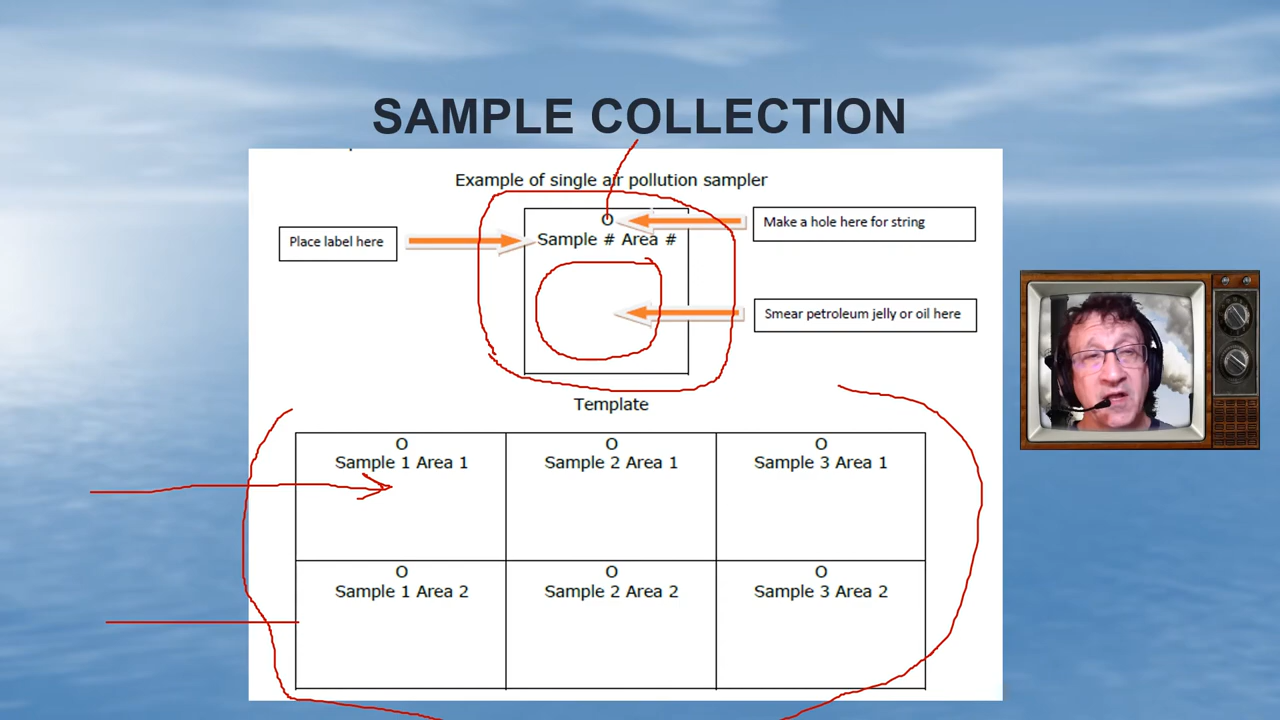 SAMPLE COLLECTION
Example of single air pollution sampler
O
Make a hole here for string
Place label here
Sample # Area #
Smear petroleum jelly or oil here
Template
O O O
Sample 1 Area 1 Sample 2 Area 1 Sample 3 Area 1
O O O
Sample 1 Area 2 Sample 2 Area 2 Sample 3 Area 2